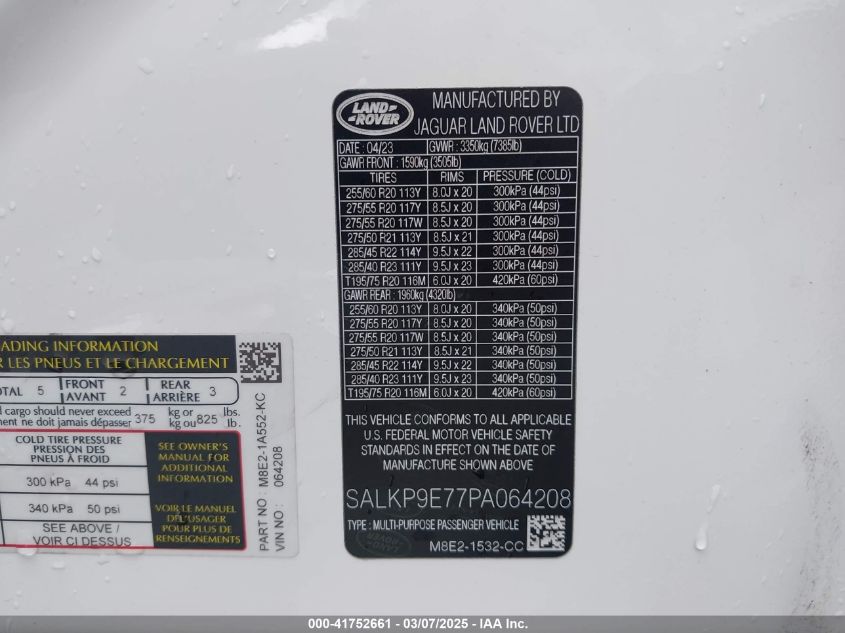 LAND-
ROVER
MANUFACTURED BY
JAGUAR LAND ROVER LTD
DATE : 04/23 GVWR : 3350kg (7385lb)
GAWR FRONT : 1590kg (3505lb)
TIRES RIMS PRESSURE (COLD)
255/60 R20 113Y 8.0J x 20 300kPa (44psi)
275/55 R20 117Y 8.5J x 20 300kPa (44psi)
275/55 R20 117W 8.5J x 20 300kPa (44psi)
275/50 R21 113Y 8.5J x 21 300kPa (44psi)
285/45 R22 114Y 9.5J x 22 300kPa (44psi)
285/40 R23 111Y 9.5J x 23 300kPa (44psi)
T195/75 R20 116M 6.0J x 20 420kPa (60psi)
GAWR REAR : 1960kg (4320lb)
255/60 R20 113Y 8.0J x 20 340kPa (50psi)
275/55 R20 117Y 8.5J x 20 340kPa (50psi)
275/55 R20 117W 8.5J x 20 340kPa (50psi)
275/50 R21 113Y 8.5J x 21 340kPa (50psi)
285/45 R22 114Y 9.5J x 22 340kPa (50psi)
285/40 R23 111Y 9.5J x 23 340kPa (50psi)
T195/75 R20 116M 6.0J x 20 420kPa (60psi)
THIS VEHICLE CONFORMS TO ALL APPLICABLE
U.S. FEDERAL MOTOR VEHICLE SAFETY
STANDARDS IN EFFECT ON THE DATE OF
MANUFACTURE SHOWN ABOVE
SALKP9E77PA064208
TYPE : MULTI-PURPOSE PASSENGER VEHICLE
LAND-
ROVER
M8E2-1532-CC
ADING INFORMATION
R LES PNEUS ET LE CHARGEMENT
OTAL 5 FRONT AVANT 2 REAR ARRIÈRE 3
d cargo should never exceed 375 kg or 825 lbs.
ment ne doit jamais dépasser kg ou lb.
COLD TIRE PRESSURE
PRESSION DES
PNEUS À FROID
300 kPa 44 psi
340 kPa 50 psi
SEE ABOVE /
VOIR CI DESSUS
SEE OWNER'S
MANUAL FOR
ADDITIONAL
INFORMATION
VOIR LE MANUEL
DE L'USAGER
POUR PLUS DE
RENSEIGNEMENTS
PART NO : M8E2-1A552-KC
VIN NO : 064208
000-41752661 - 03/07/2025 - IAA Inc.